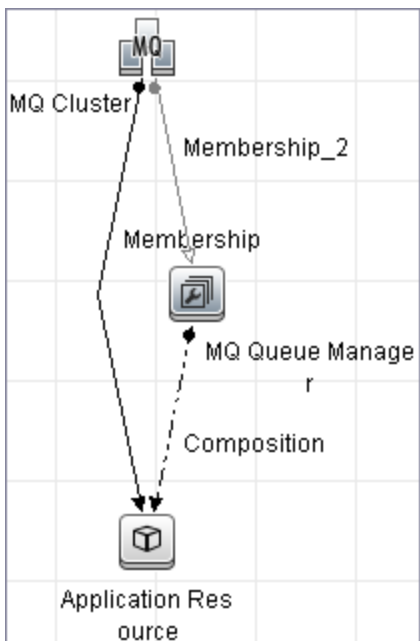 MQ
MQ Cluster
Membership_2
Membership
MQ Queue Manage
r
Composition
Application Res
ource